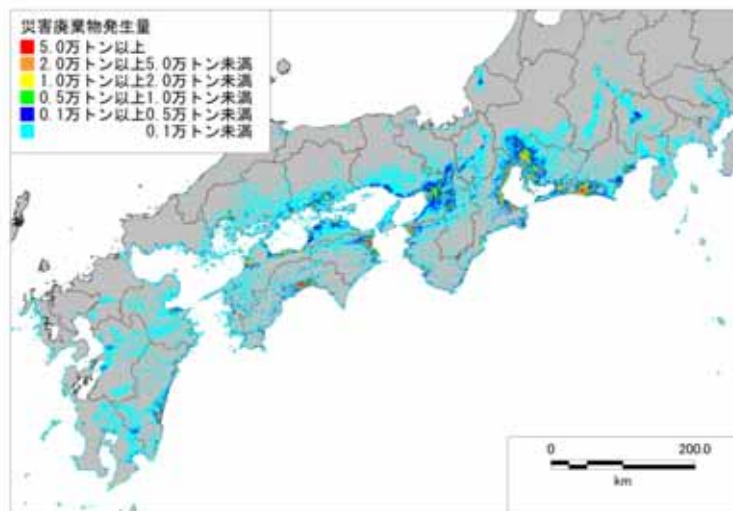 災害廃棄物発生量
5.0万トン以上
2.0万トン以上5.0万トン未満
1.0万トン以上2.0万トン未満
0.5万トン以上1.0万トン未満
0.1万トン以上0.5万トン未満
0.1万トン未満
0 200.0
km